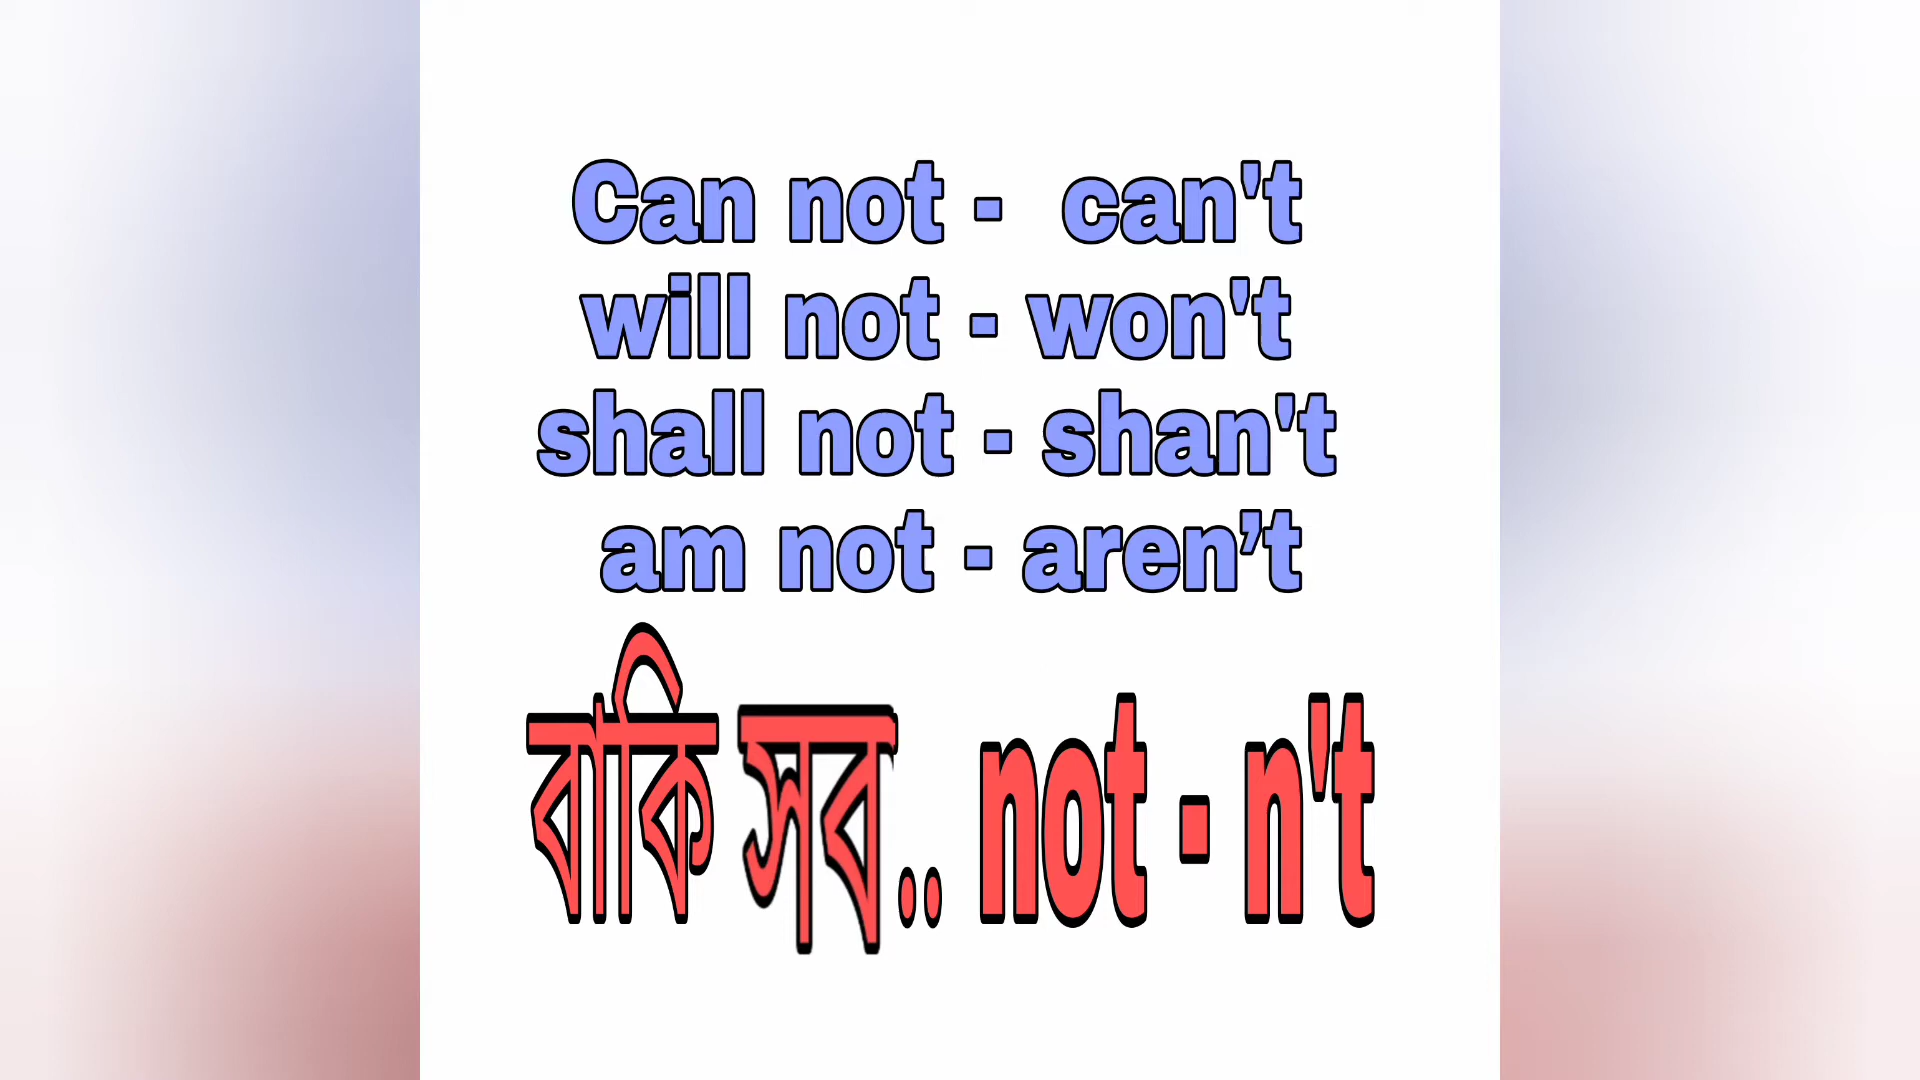 Can not - can't
will not - won't
shall not - shan't
am not - aren’t
বাকি সব.. not - n't